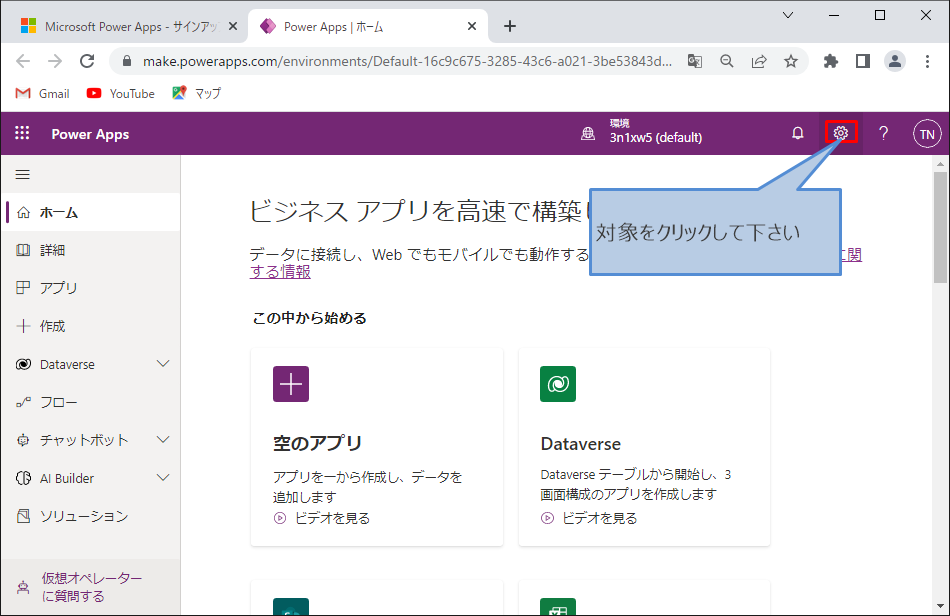 Microsoft Power Apps - サインアッ
Power Apps | ホーム
make.powerapps.com/environments/Default-16c9c675-3285-43c6-a021-3be53843d...
Gmail
YouTube
マップ
Power Apps
環境
3n1xw5 (default)
TN
ホーム
詳細
アプリ
作成
Dataverse
フロー
チャットボット
AI Builder
ソリューション
仮想オペレーター
に質問する
ビジネス アプリを高速で構築
対象をクリックして下さい
データに接続し、Web でもモバイルでも動作する
に関
する情報
この中から始める
空のアプリ
アプリを一から作成し、データを
追加します
ビデオを見る
Dataverse
Dataverse テーブルから開始し、3
画面構成のアプリを作成します
ビデオを見る